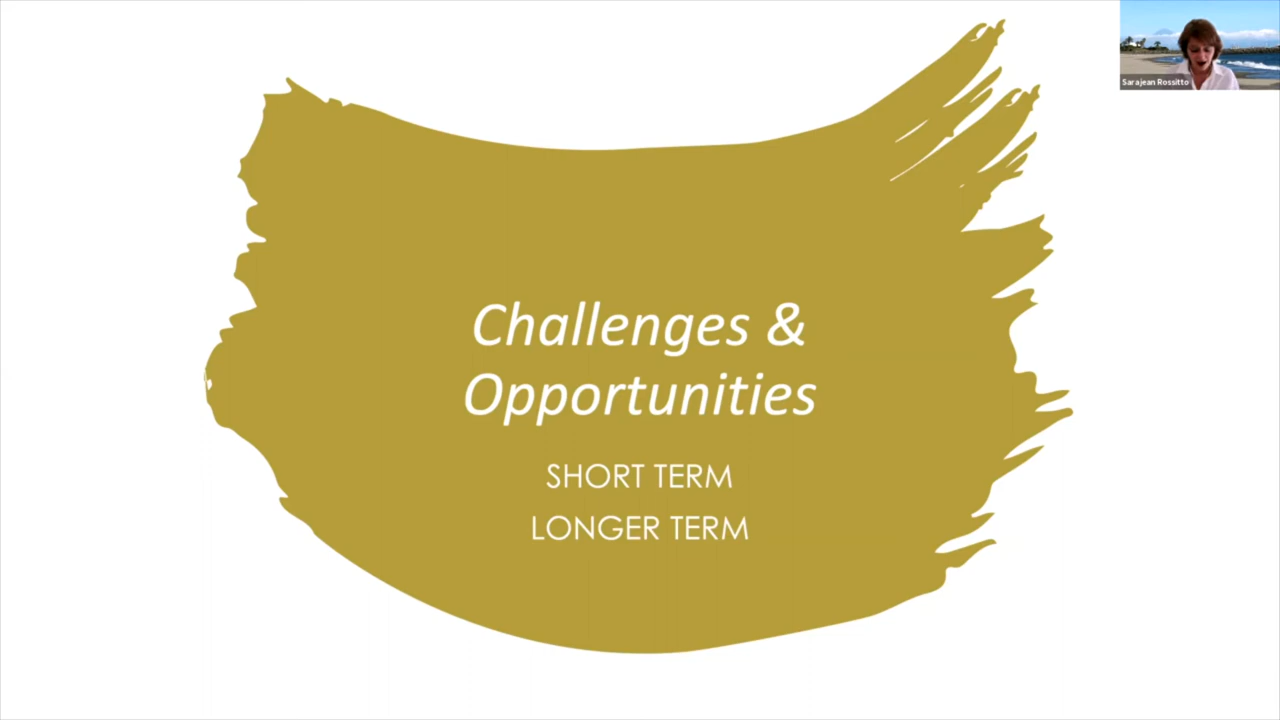 Sarajean Rossitto
Challenges &
Opportunities
SHORT TERM
LONGER TERM